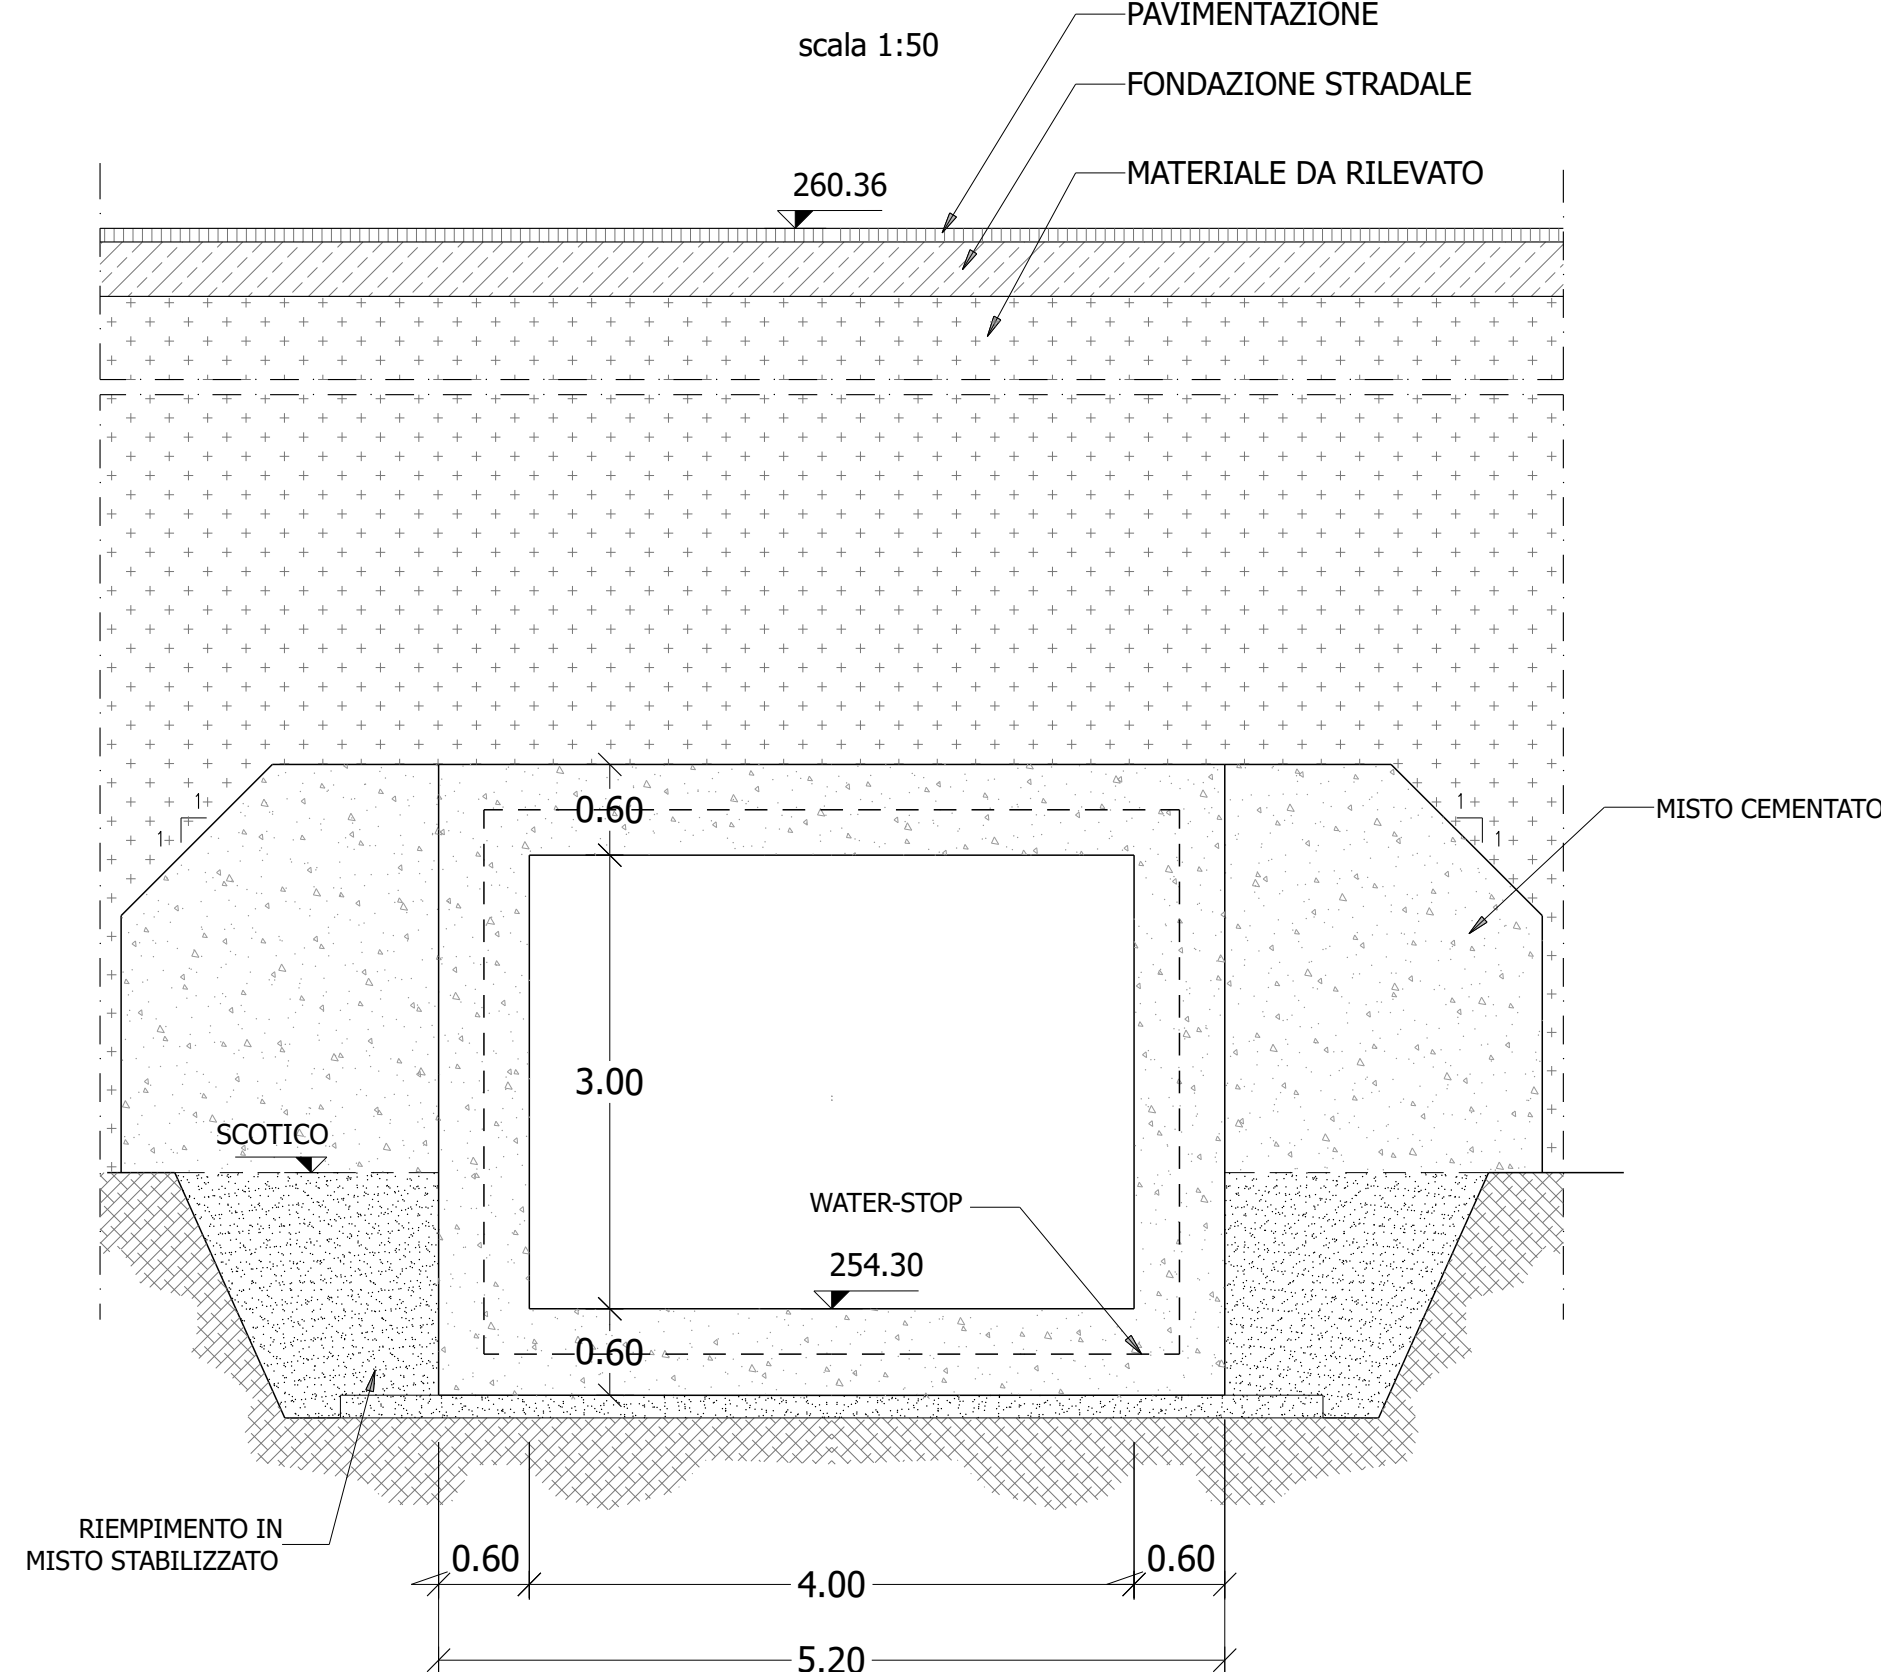 PAVIMENTAZIONE
scala 1:50
FONDAZIONE STRADALE
MATERIALE DA RILEVATO
260.36
0.60
1
1
1
1
MISTO CEMENTATO
3.00
SCOTICO
WATER-STOP
254.30
0.60
RIEMPIMENTO IN
MISTO STABILIZZATO
0.60
4.00
0.60
5.20